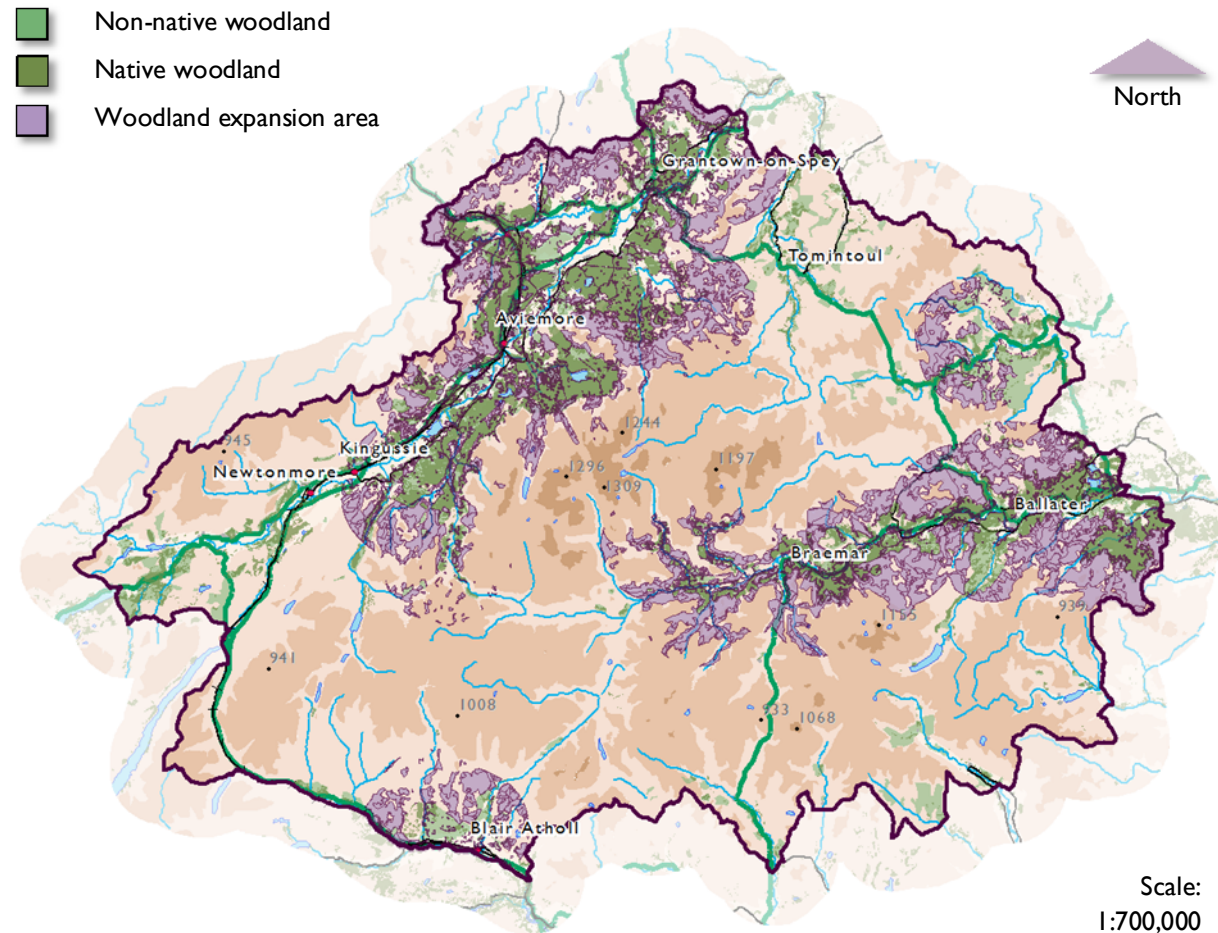 Non-native woodland
Native woodland
Woodland expansion area
North
Grantown-on-Spey
Tomintoul
Aviemore
1244
945
Kingussie
1197
1296
Newtonmore
1309
Ballater
Braemar
939
941
1008
933
1068
Blair Atholl
Scale:
1:700,000